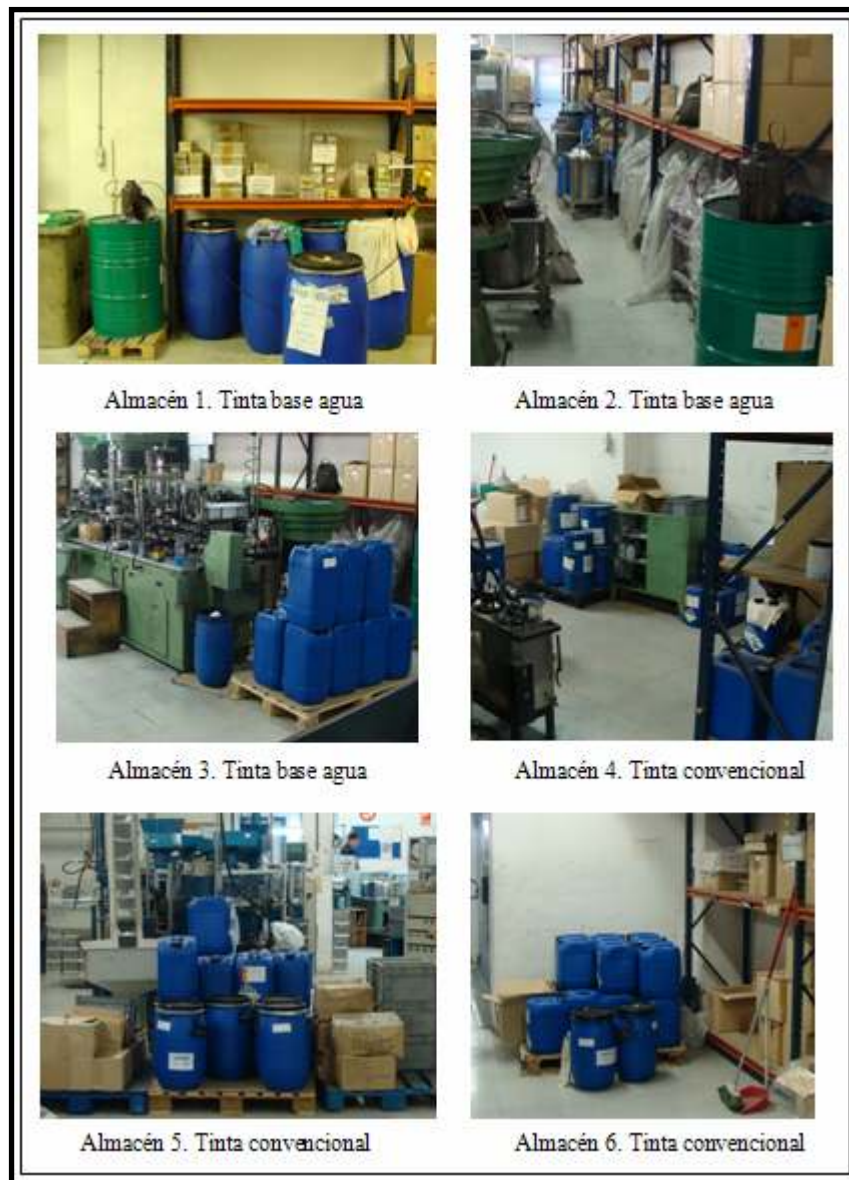 Almacén 1. Tinta base agua
Almacén 2. Tinta base agua
Almacén 3. Tinta base agua
Almacén 4. Tinta convencional
Almacén 5. Tinta convencional
Almacén 6. Tinta convencional